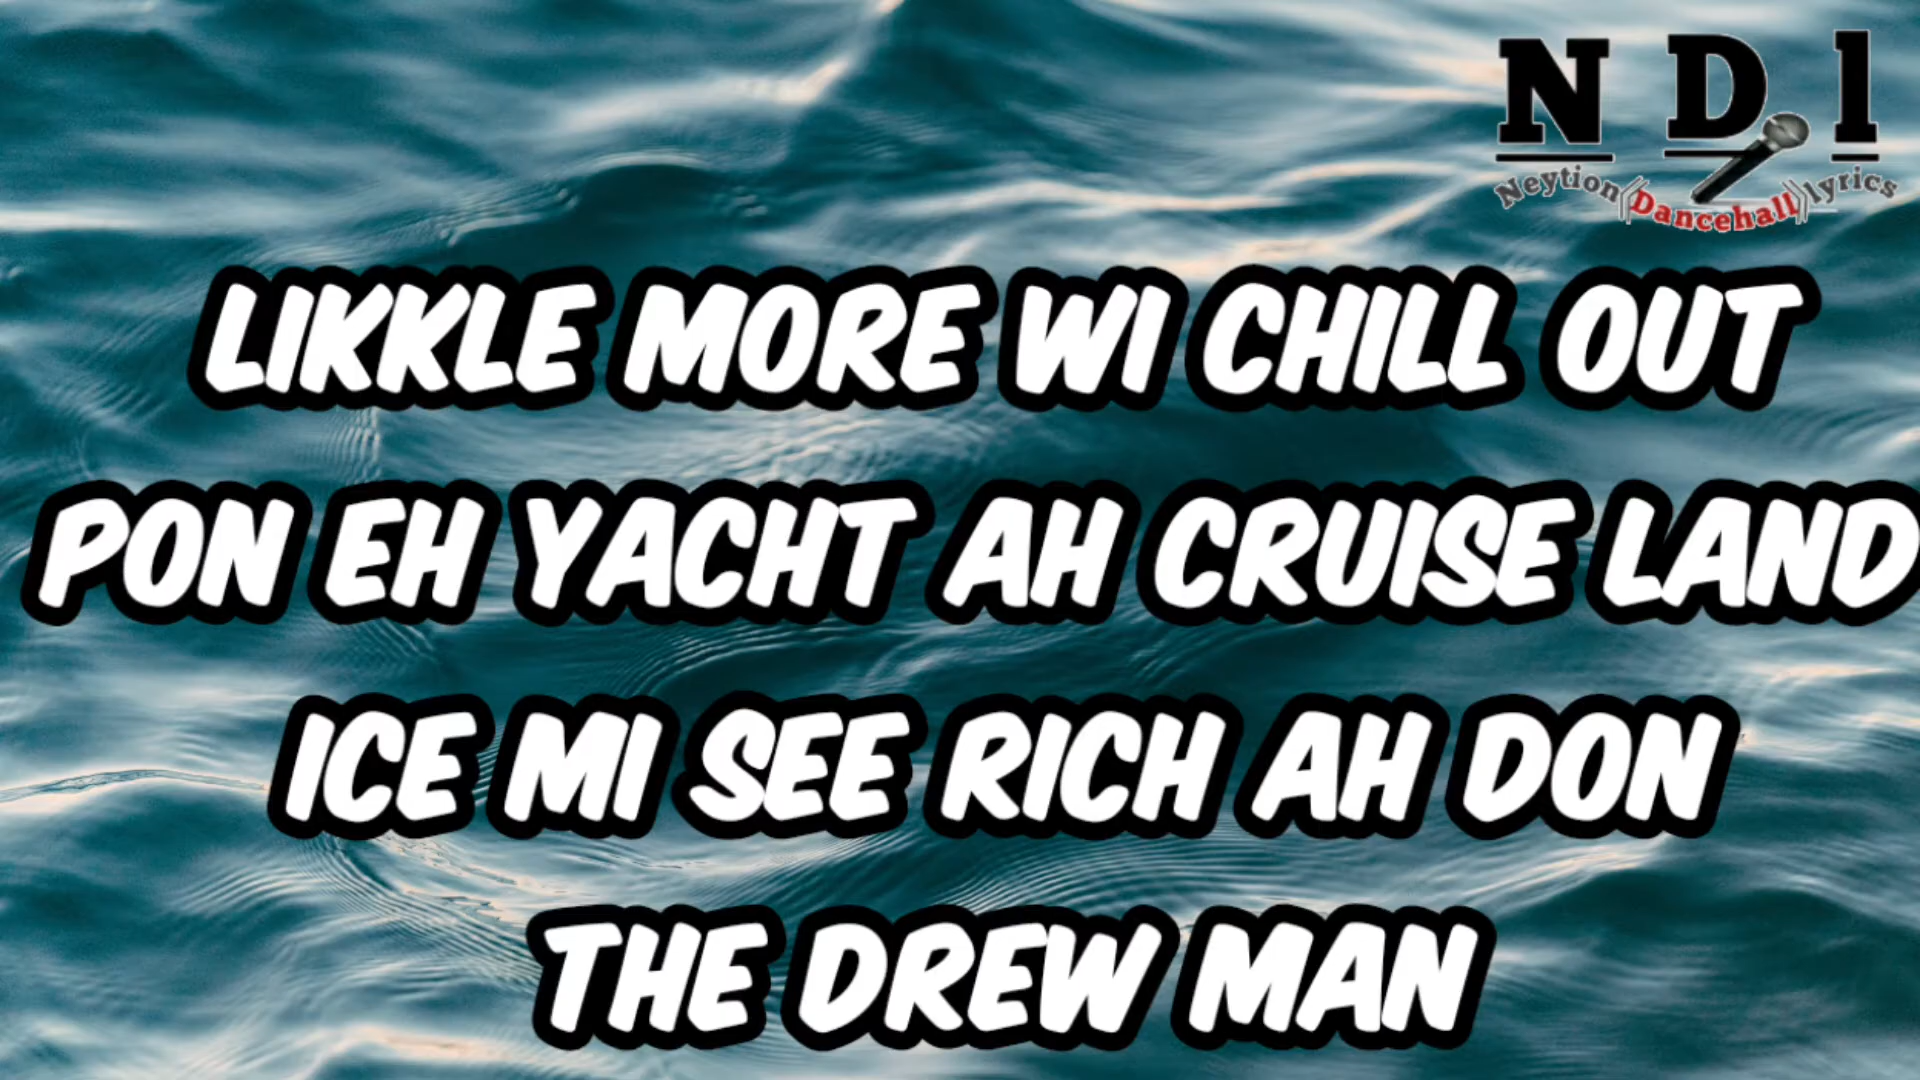 N D l
Neytion Dancehall lyrics
LIKKLE MORE WI CHILL OUT
PON EH YACHT AH CRUISE LAND
ICE MI SEE RICH AH DON
THE DREW MAN